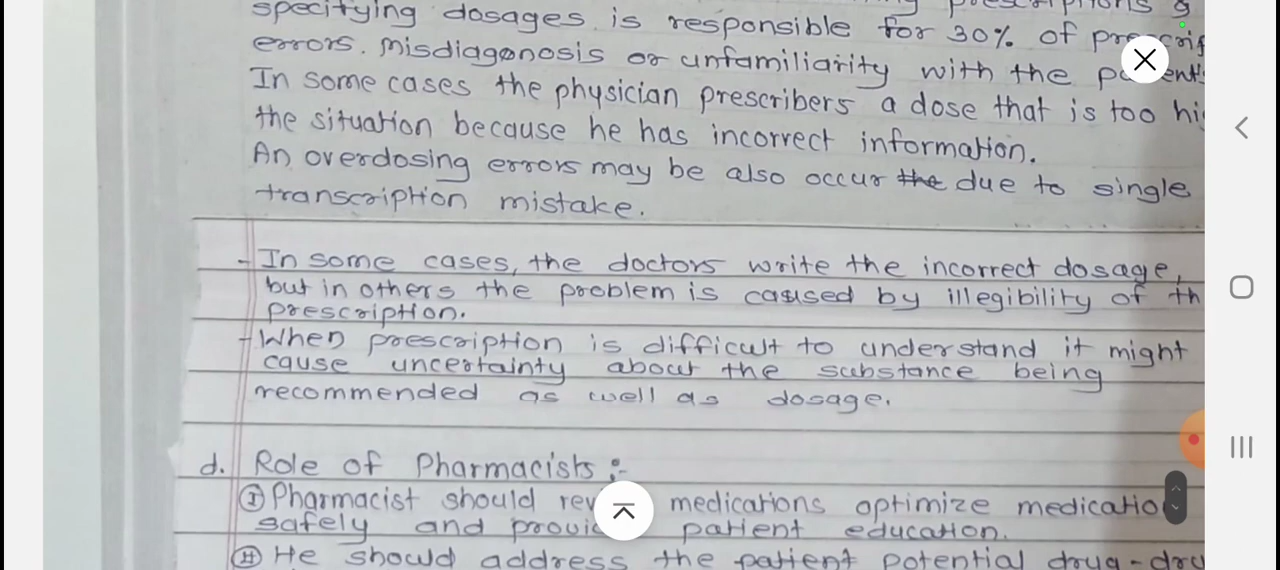 specifying dosages is responsible for 30% of
errors. Misdiagonosis or unfamiliarity with the
In some cases the physician prescribers a dose that is too
the situation because he has incorrect information.
An overdosing errors may be also occur the due to single
transcription mistake.
- In some cases, the doctors write the incorrect dosage,
but in others the problem is caused by illegibility of th
prescription.
- When prescription is difficult to understand it might
cause uncertainty about the substance being
recommended as well as dosage.
d. Role of Pharmacists :-
I Pharmacist should medications optimize
safely and patient education.
II He should address the patient potential drug-dru